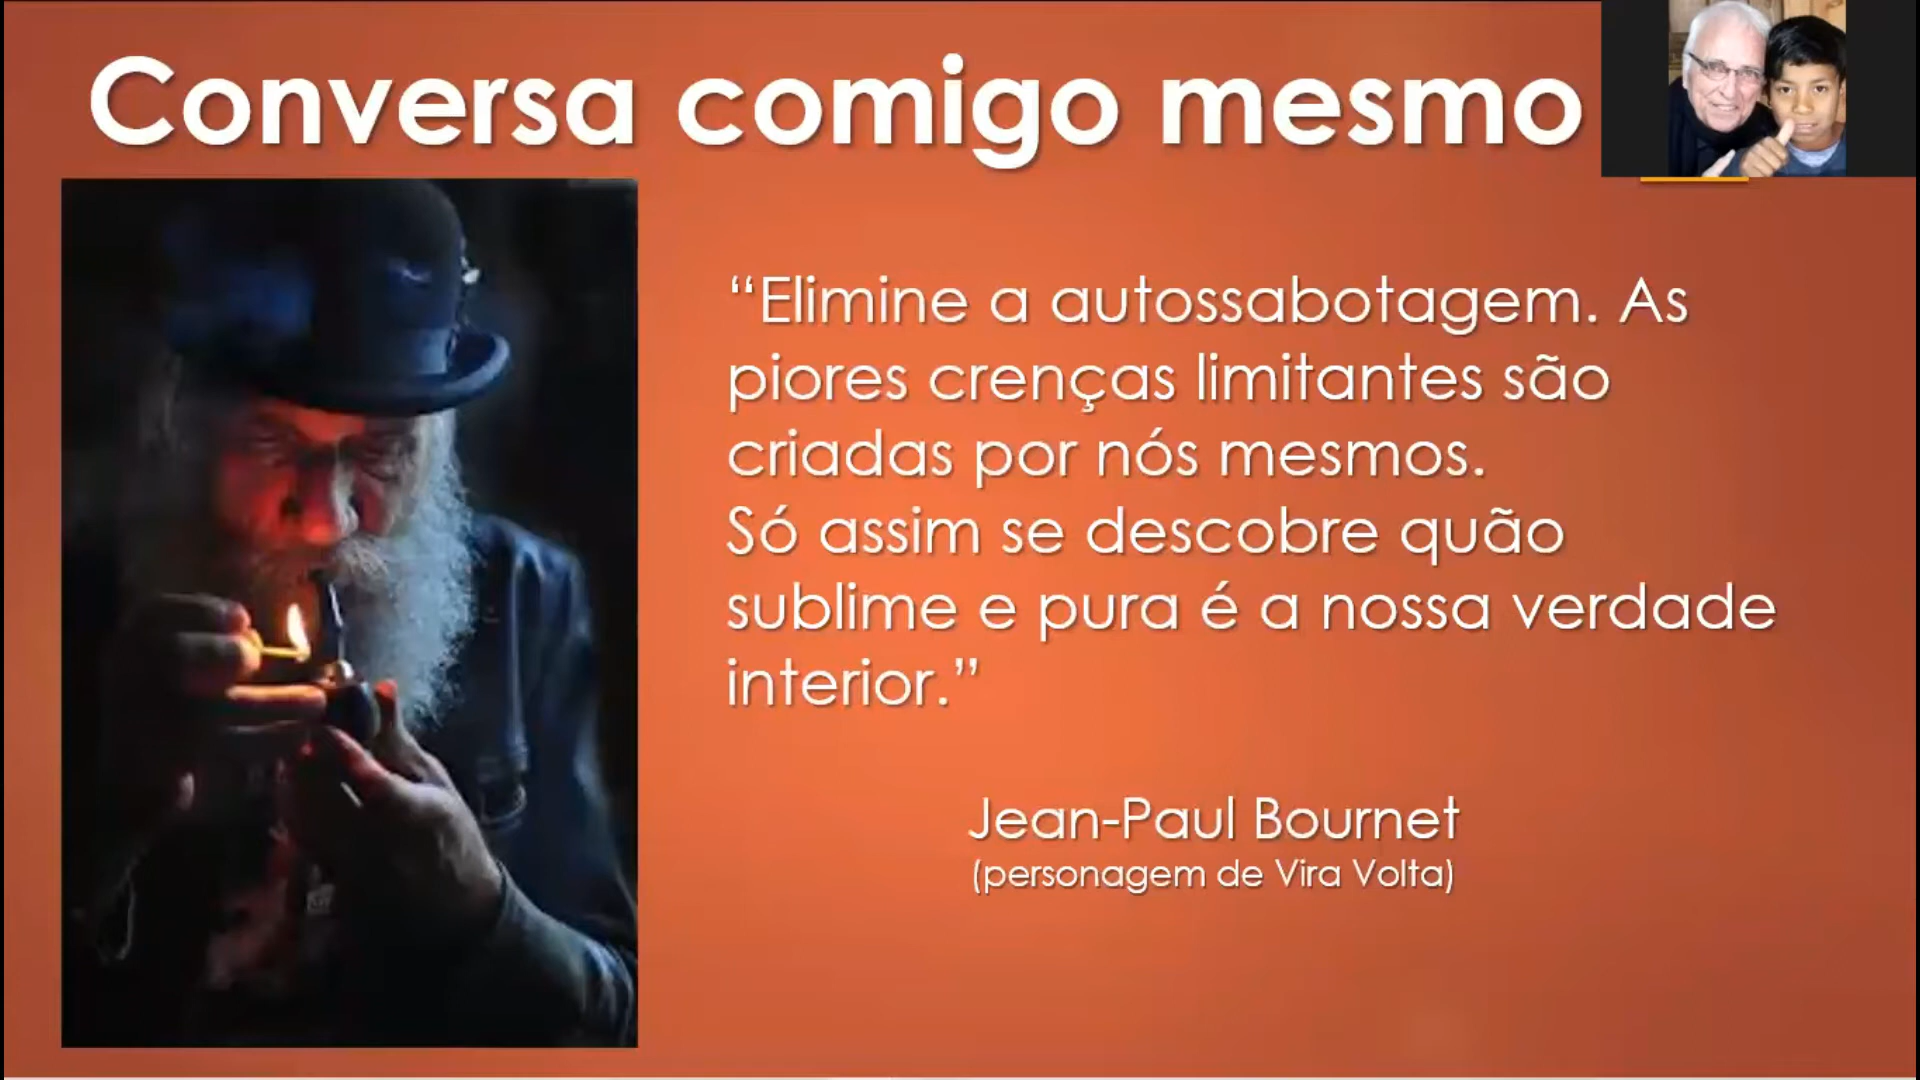 Conversa comigo mesmo
“Elimine a autossabotagem. As
piores crenças limitantes são
criadas por nós mesmos.
Só assim se descobre quão
sublime e pura é a nossa verdade
interior.”
Jean-Paul Bournet
(personagem de Vira Volta)